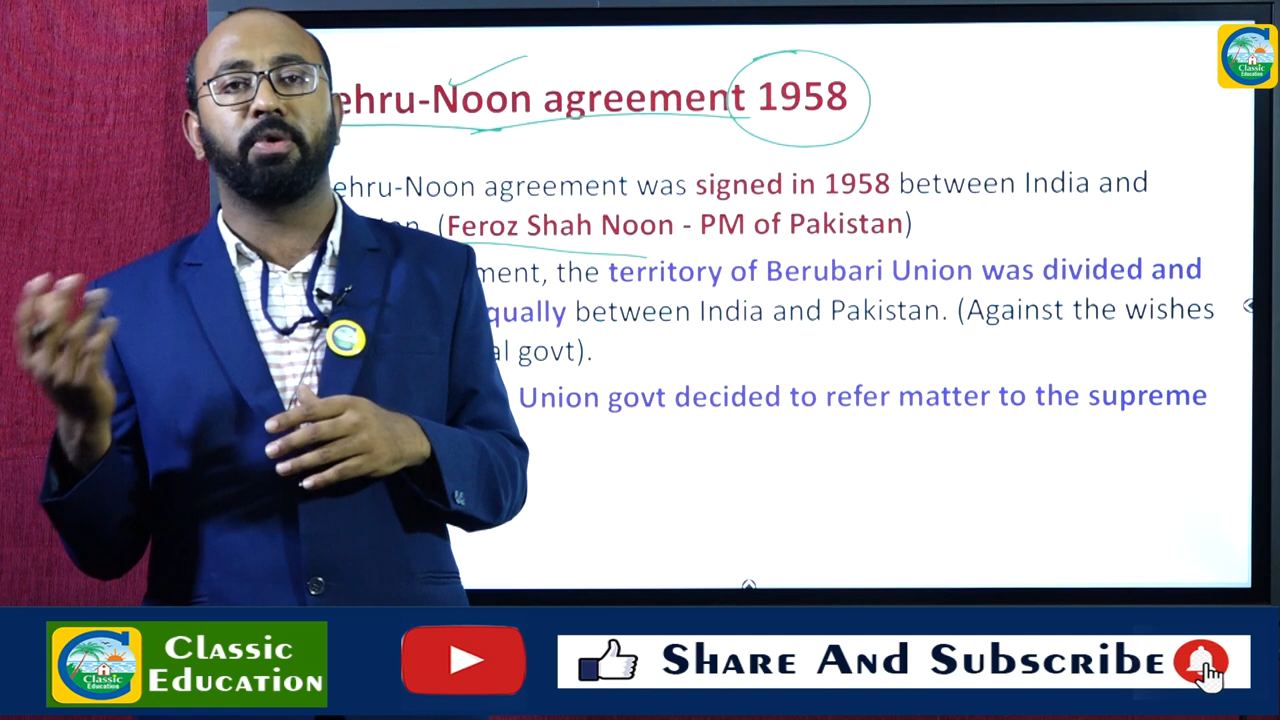 ehru-Noon agreement 1958
ehru-Noon agreement was signed in 1958 between India and
(Feroz Shah Noon - PM of Pakistan)
ment, the territory of Berubari Union was divided and
qually between India and Pakistan. (Against the wishes
al govt).
Union govt decided to refer matter to the supreme
Classic
Education
Classic
Education
Classic
Education
Share And Subscribe